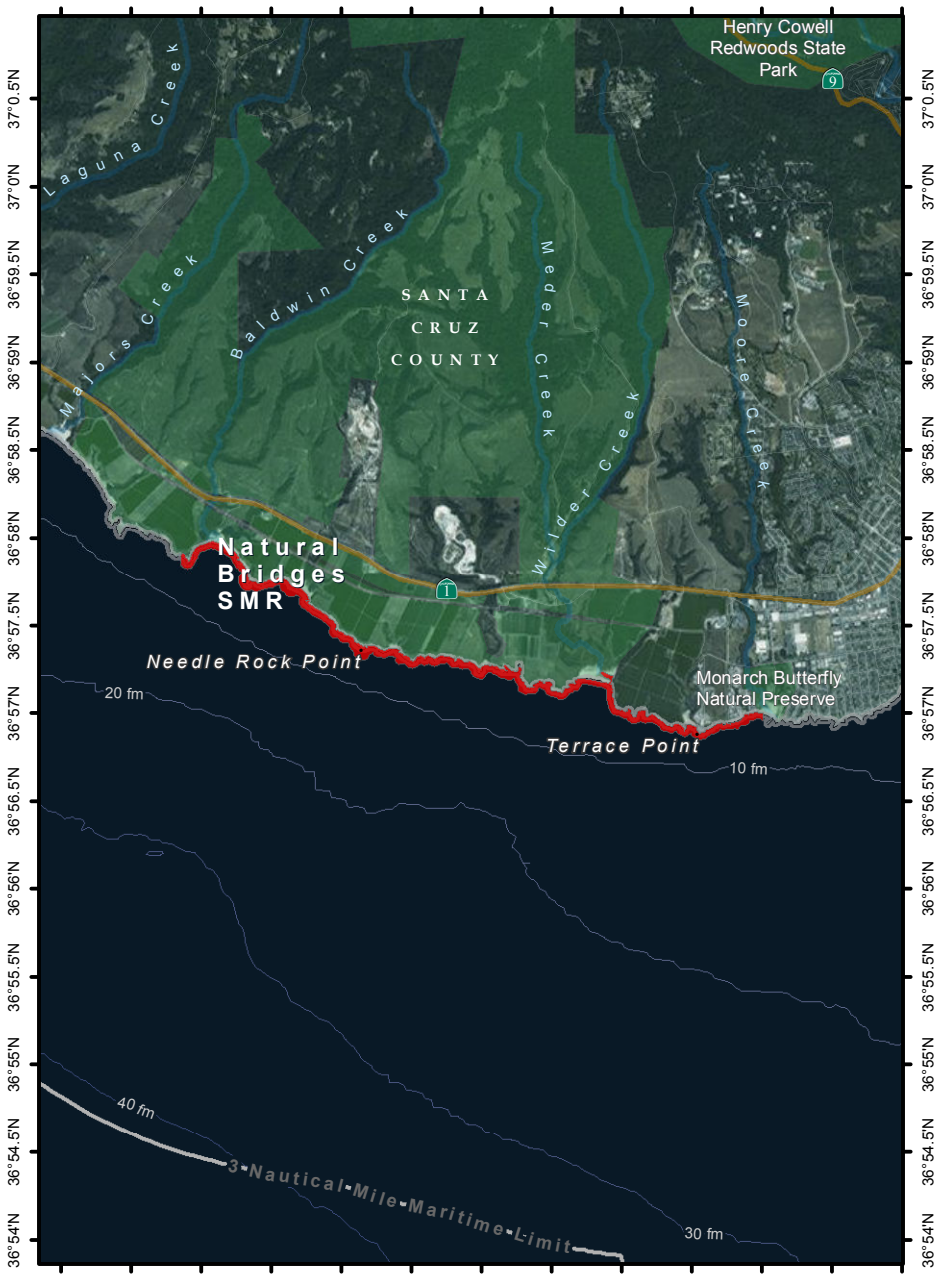 Henry Cowell
Redwoods State
Park
9
Laguna Creek
Majors Creek
Baldwin Creek
SANTA
CRUZ
COUNTY
Meder Creek
Wilder Creek
Moore Creek
Natural
Bridges
SMR
1
Needle Rock Point
Monarch Butterfly
Natural Preserve
Terrace Point
20 fm
10 fm
40 fm
3-Nautical-Mile-Maritime-Limit
30 fm
37°0.5'N
37°0'N
36°59.5'N
36°59'N
36°58.5'N
36°58'N
36°57.5'N
36°57'N
36°56.5'N
36°56'N
36°55.5'N
36°55'N
36°54.5'N
36°54'N
37°0.5'N
37°0'N
36°59.5'N
36°59'N
36°58.5'N
36°58'N
36°57.5'N
36°57'N
36°56.5'N
36°56'N
36°55.5'N
36°55'N
36°54.5'N
36°54'N